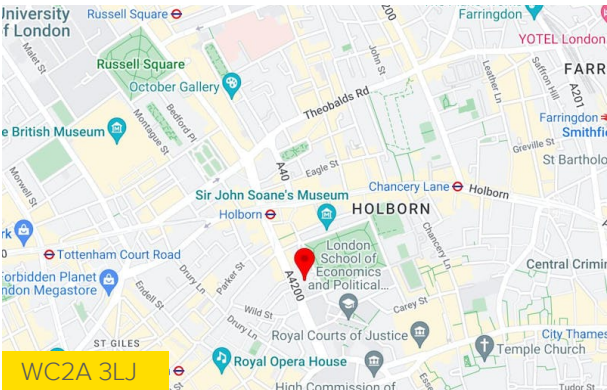 University
of London
Russell Square
Farringdon
YOTEL London
A4200
Malet St
Russell Square
October Gallery
John St
Leather Ln
Saffron Hill
FARR
A201
Theobalds Rd
Bedford Pl
Montague St
e British Museum
Farringdon
Smithfi
Greville St
St Bartholo
A40
Eagle St
Morwell St
Sir John Soane's Museum
Chancery Lane
Holborn
Holborn
HOLBORN
rk
Tottenham Court Road
London
School of
Economics
and Political...
Chancery Ln
Central Crimin
Forbidden Planet
ndon Megastore
Drury Ln
Parker St
A4200
Endell St
Wild St
Carey St
Drury Ln
Royal Courts of Justice
City Thames
ST GILES
Temple Church
Royal Opera House
WC2A 3LJ
High Commission of
Esse
Tudor St